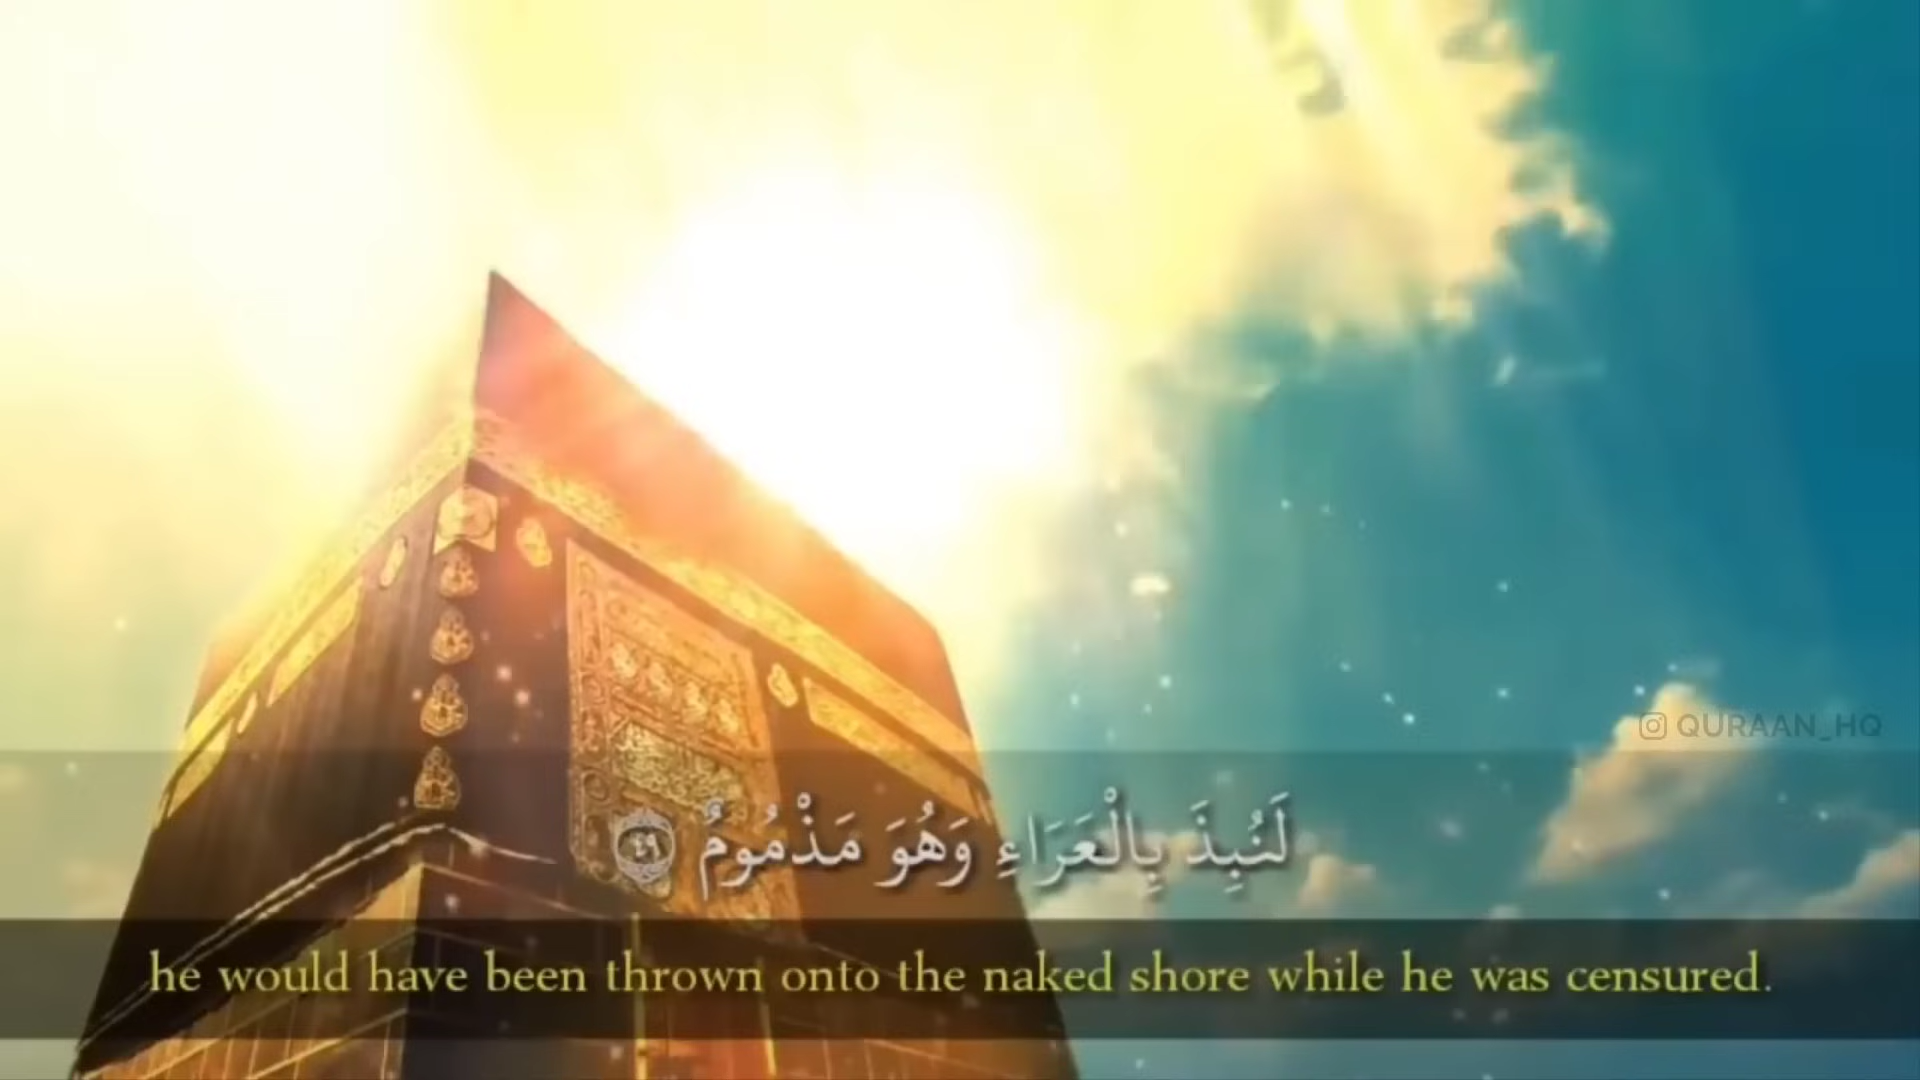 QURAAN_HQ
لَنُبِذَ بِالْعَرَاءِ وَهُوَ مَذْمُومٌ ٤٩
he would have been thrown onto the naked shore while he was censured.